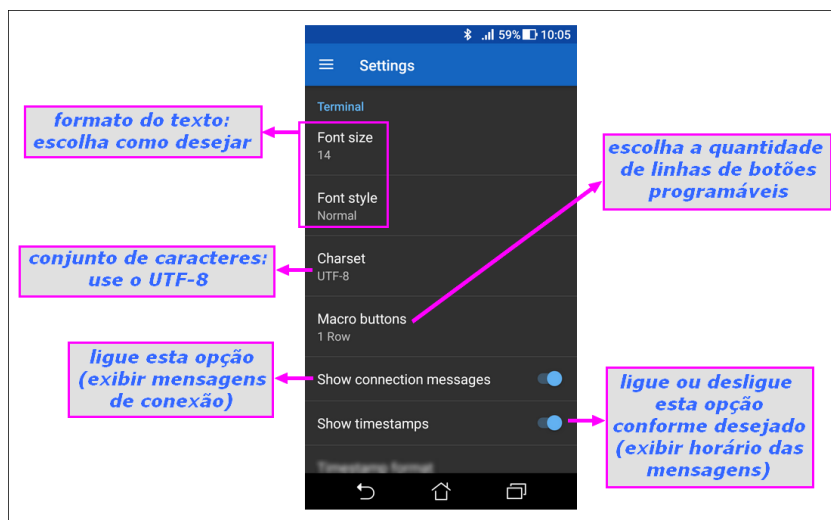 59% 10:05
Settings
Terminal
formato do texto:
escolha como desejar
Font size
14
Font style
Normal
escolha a quantidade
de linhas de botões
programáveis
conjunto de caracteres:
use o UTF-8
Charset
UTF-8
Macro buttons
1 Row
ligue esta opção
(exibir mensagens
de conexão)
Show connection messages
Show timestamps
ligue ou desligue
esta opção
conforme desejado
(exibir horário das
mensagens)
Timestamp format